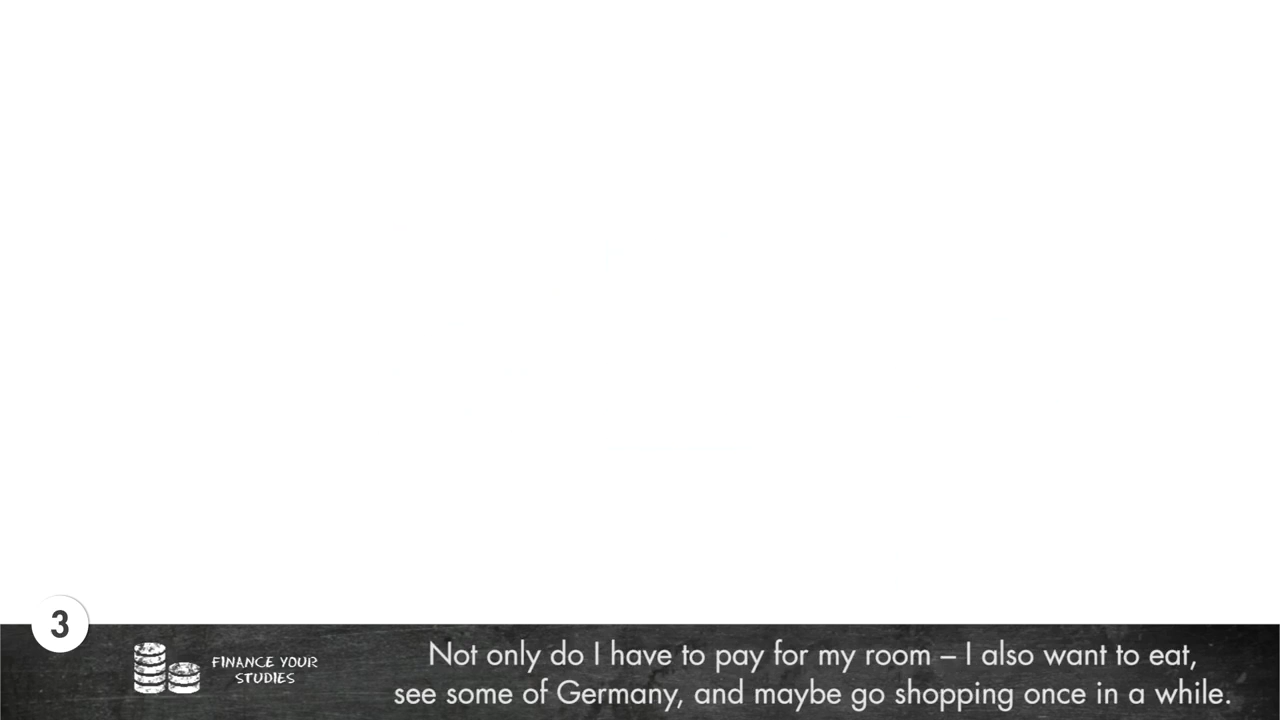 3
FINANCE YOUR
STUDIES
Not only do I have to pay for my room – I also want to eat,
see some of Germany, and maybe go shopping once in a while.